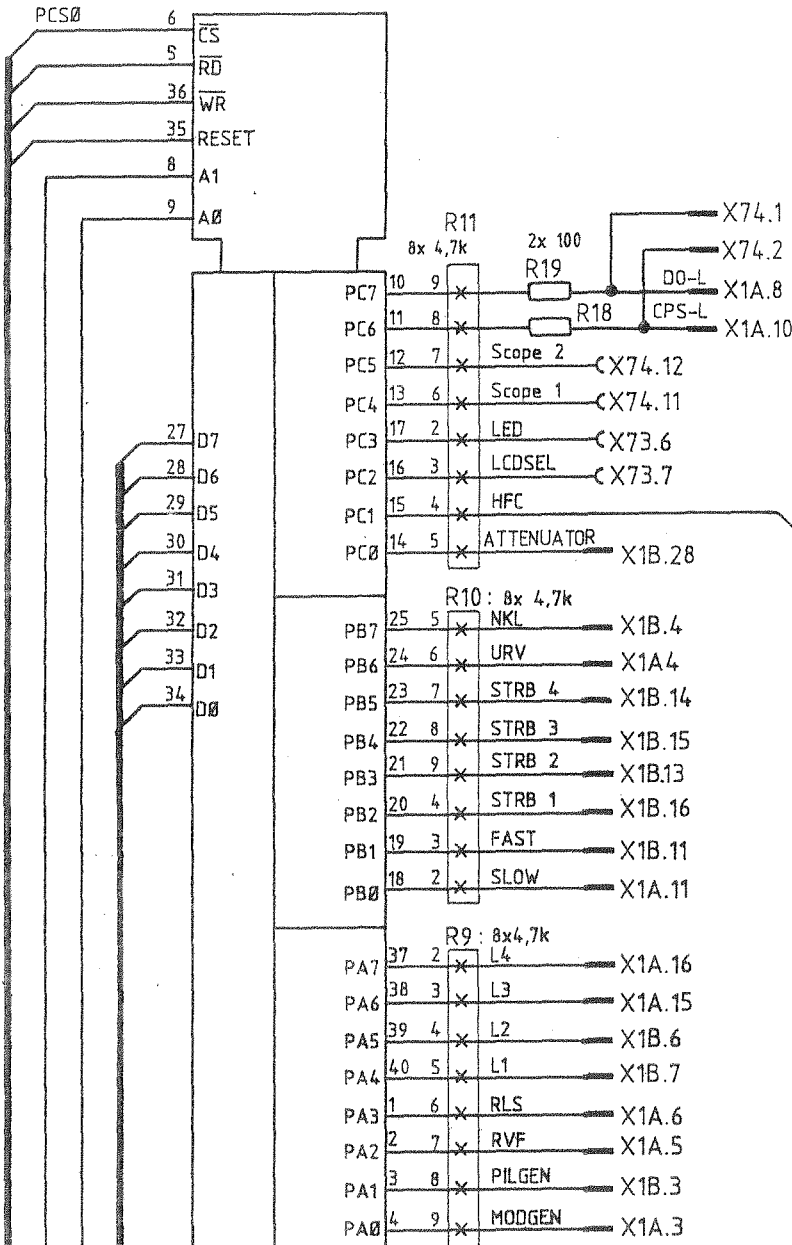 PCSØ 6 CS
5 RD
36 WR
35 RESET
8 A1
9 AØ
R11
8x 4,7k
2x 100
X74.1
X74.2
PC7 10 9 R19 DO-L X1A.8
PC6 11 8 R18 CPS-L X1A.10
PC5 12 7 Scope 2 X74.12
PC4 13 6 Scope 1 X74.11
PC3 17 2 LED X73.6
PC2 16 3 LCDSEL X73.7
PC1 15 4 HFC
PCØ 14 5 ATTENUATOR X1B.28
27 D7
28 D6
29 D5
30 D4
31 D3
32 D2
33 D1
34 DØ
R10 : 8x 4,7k
PB7 25 5 NKL X1B.4
PB6 24 6 URV X1A4
PB5 23 7 STRB 4 X1B.14
PB4 22 8 STRB 3 X1B.15
PB3 21 9 STRB 2 X1B.13
PB2 20 4 STRB 1 X1B.16
PB1 19 3 FAST X1B.11
PBØ 18 2 SLOW X1A.11
R9 : 8x4,7k
PA7 37 2 L4 X1A.16
PA6 38 3 L3 X1A.15
PA5 39 4 L2 X1B.6
PA4 40 5 L1 X1B.7
PA3 1 6 RLS X1A.6
PA2 2 7 RVF X1A.5
PA1 3 8 PILGEN X1B.3
PAØ 4 9 MODGEN X1A.3